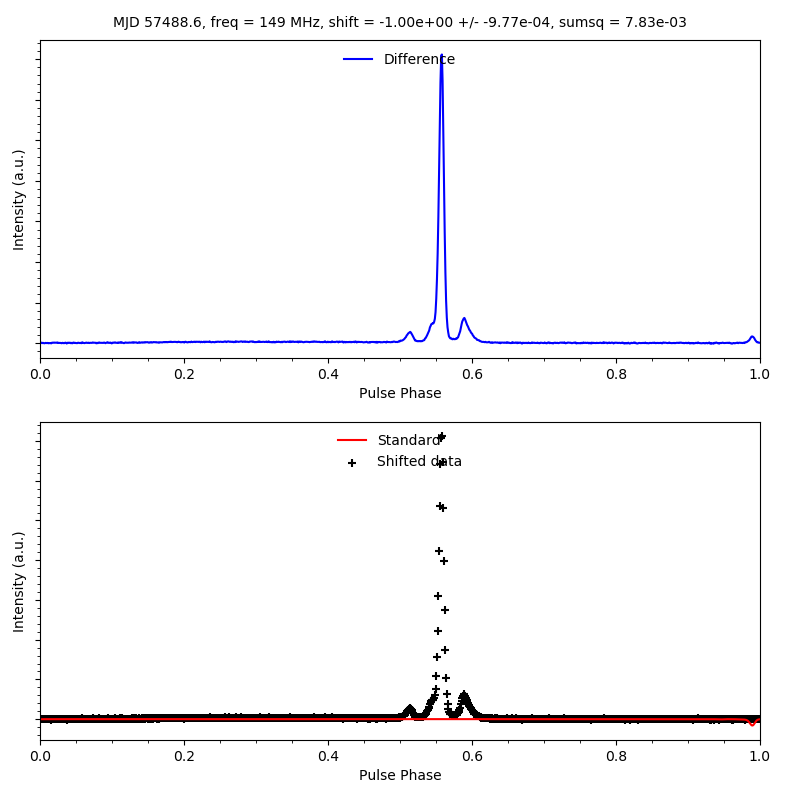 MJD 57488.6, freq = 149 MHz, shift = -1.00e+00 +/- -9.77e-04, sumsq = 7.83e-03
Difference
Intensity (a.u.)
0.0 0.2 0.4 0.6 0.8 1.0
Pulse Phase
Standard
Shifted data
Intensity (a.u.)
0.0 0.2 0.4 0.6 0.8 1.0
Pulse Phase